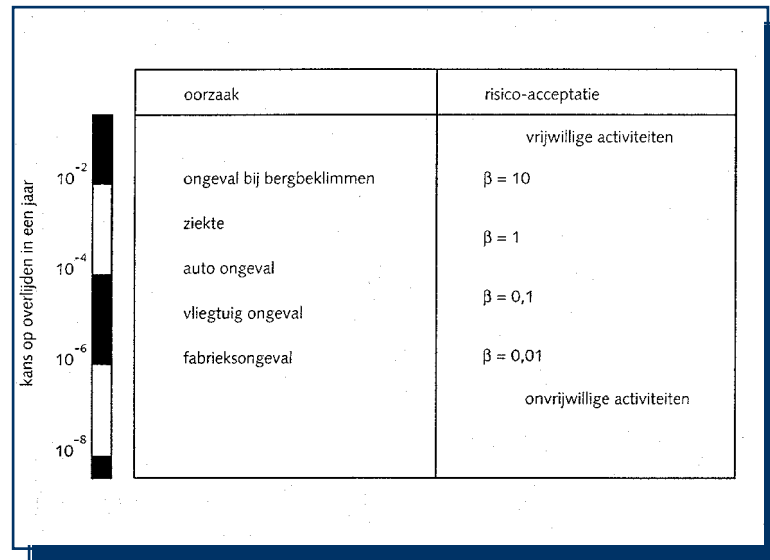 oorzaak risico-acceptatie
vrijwillige activiteiten
10⁻² ongeval bij bergbeklimmen β = 10
ziekte
β = 1
10⁻⁴ auto ongeval
β = 0,1
vliegtuig ongeval
10⁻⁶ fabrieksongeval β = 0,01
onvrijwillige activiteiten
10⁻⁸
kans op overlijden in een jaar